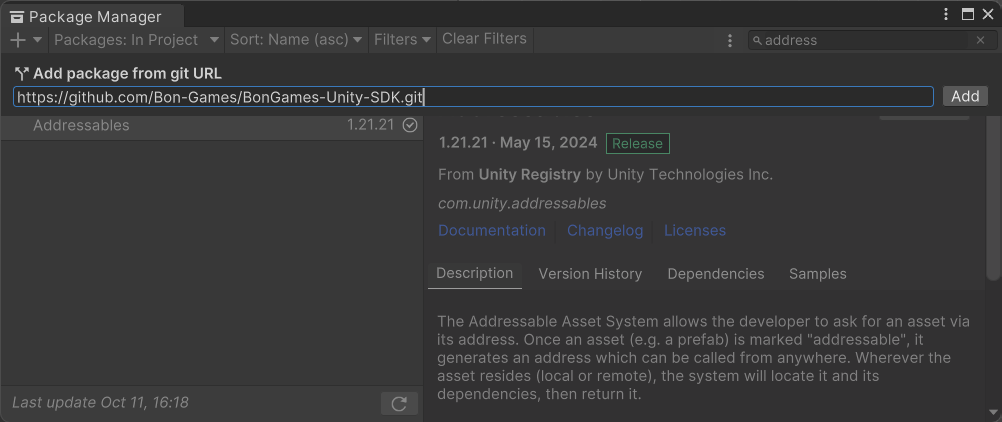 Package Manager
Packages: In Project Sort: Name (asc) Filters Clear Filters address
Add package from git URL
https://github.com/Bon-Games/BonGames-Unity-SDK.git Add
Addressables 1.21.21
1.21.21 · May 15, 2024 Release
From Unity Registry by Unity Technologies Inc.
com.unity.addressables
Documentation Changelog Licenses
Description Version History Dependencies Samples
The Addressable Asset System allows the developer to ask for an asset via
its address. Once an asset (e.g. a prefab) is marked "addressable", it
generates an address which can be called from anywhere. Wherever the
asset resides (local or remote), the system will locate it and its
dependencies, then return it.
Last update Oct 11, 16:18